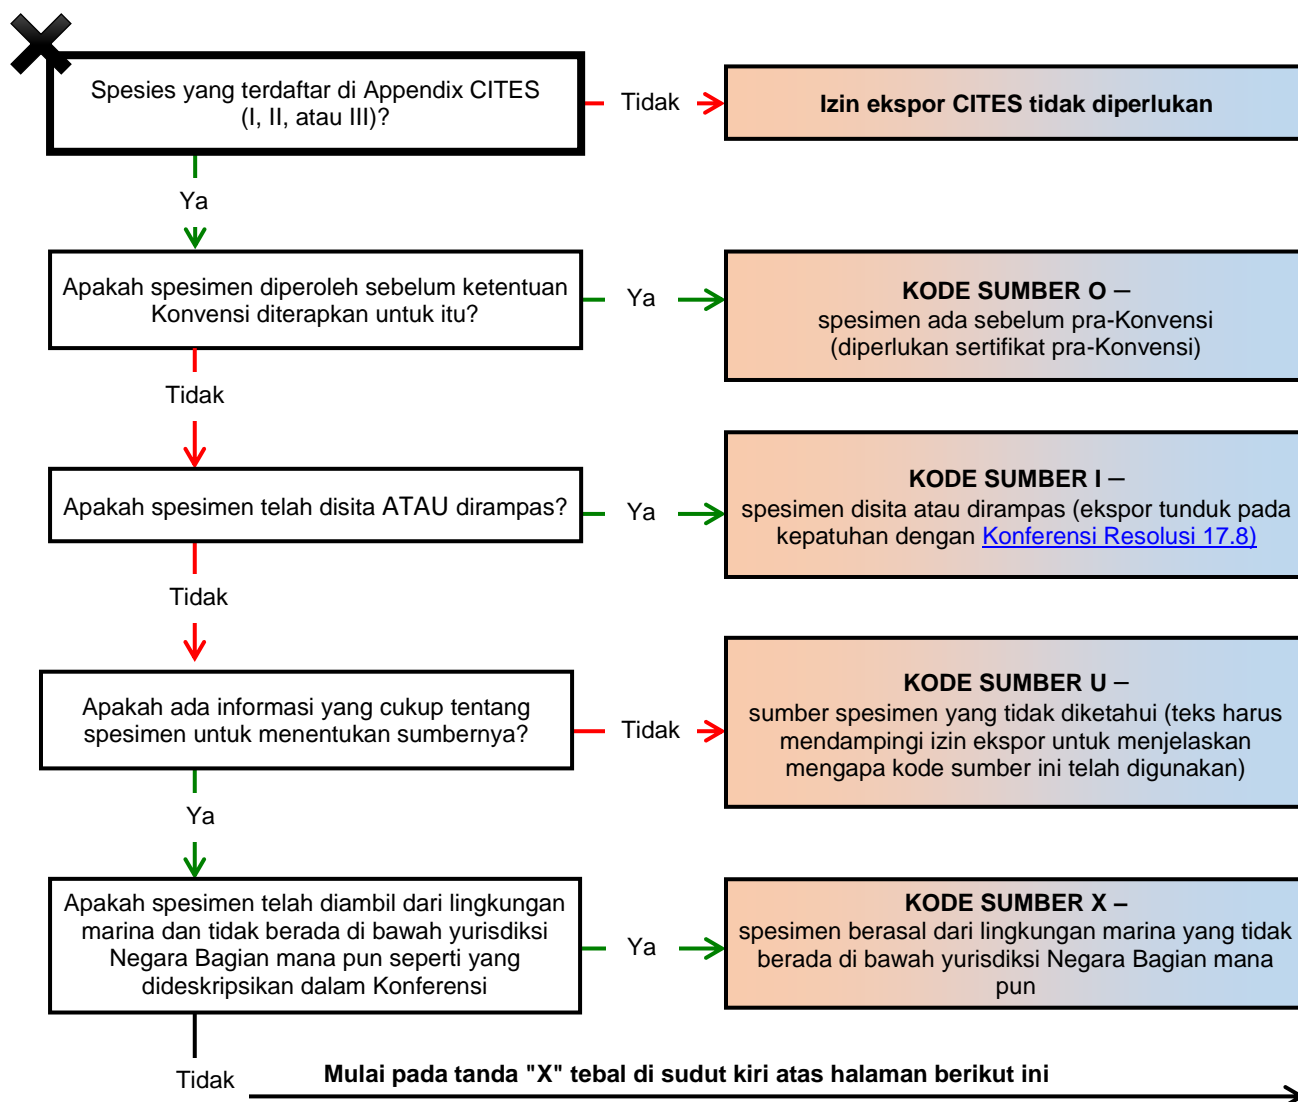 Spesies yang terdaftar di Appendix CITES
(I, II, atau III)?
Tidak
Izin ekspor CITES tidak diperlukan
Ya
Apakah spesimen diperoleh sebelum ketentuan
Konvensi diterapkan untuk itu?
Ya
KODE SUMBER O –
spesimen ada sebelum pra-Konvensi
(diperlukan sertifikat pra-Konvensi)
Tidak
Apakah spesimen telah disita ATAU dirampas?
Ya
KODE SUMBER I –
spesimen disita atau dirampas (ekspor tunduk pada
kepatuhan dengan Konferensi Resolusi 17.8)
Tidak
Apakah ada informasi yang cukup tentang
spesimen untuk menentukan sumbernya?
Tidak
KODE SUMBER U –
sumber spesimen yang tidak diketahui (teks harus
mendampingi izin ekspor untuk menjelaskan
mengapa kode sumber ini telah digunakan)
Ya
Apakah spesimen telah diambil dari lingkungan
marina dan tidak berada di bawah yurisdiksi
Negara Bagian mana pun seperti yang
dideskripsikan dalam Konferensi
Ya
KODE SUMBER X –
spesimen berasal dari lingkungan marina yang tidak
berada di bawah yurisdiksi Negara Bagian mana
pun
Tidak
Mulai pada tanda "X" tebal di sudut kiri atas halaman berikut ini